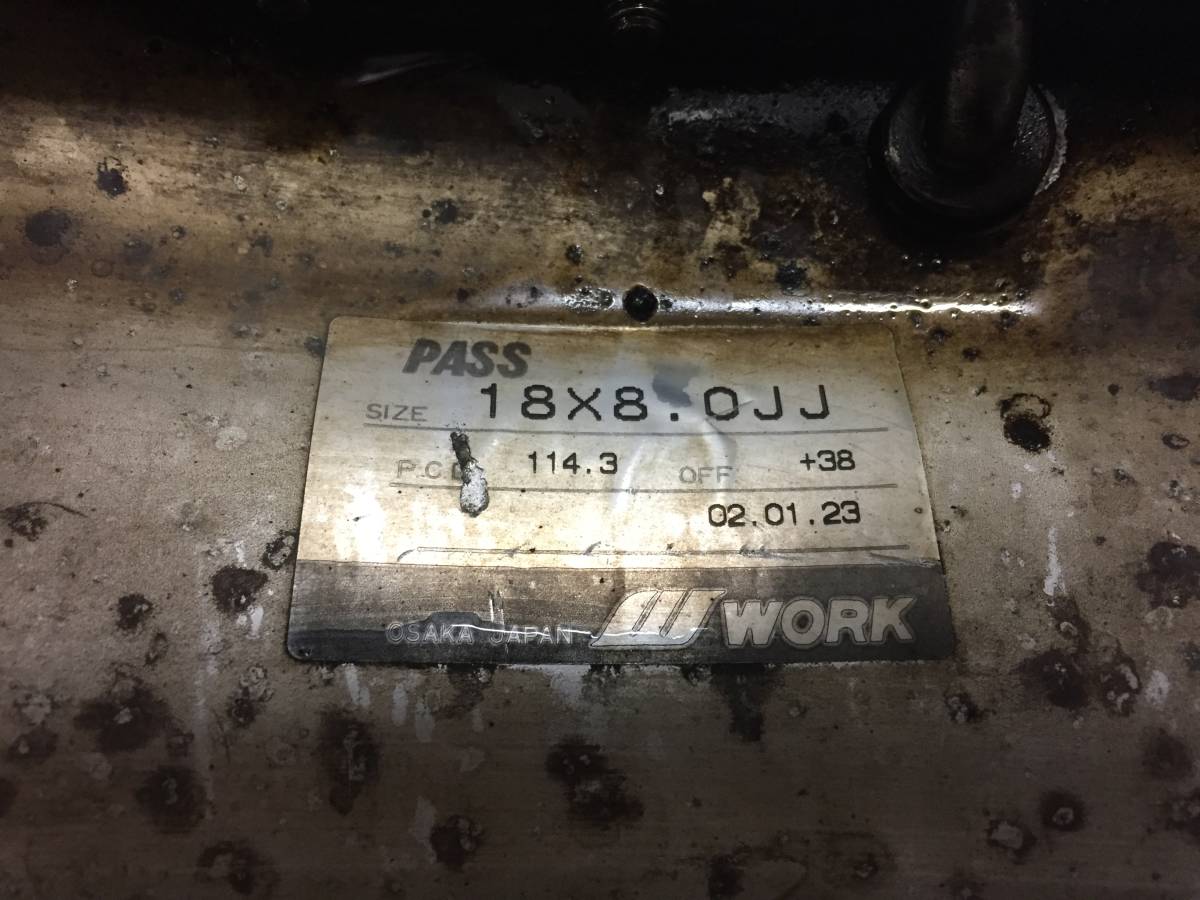 PASS
SIZE 18X8.0JJ
P.C.D 114.3 OFF +38
02.01.23
OSAKA JAPAN WORK